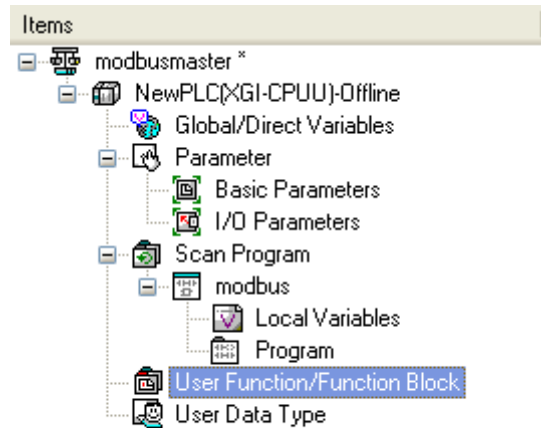 Items
modbusmaster *
NewPLC(XGI-CPUU)-Offline
Global/Direct Variables
Parameter
Basic Parameters
I/O Parameters
Scan Program
modbus
Local Variables
Program
User Function/Function Block
User Data Type